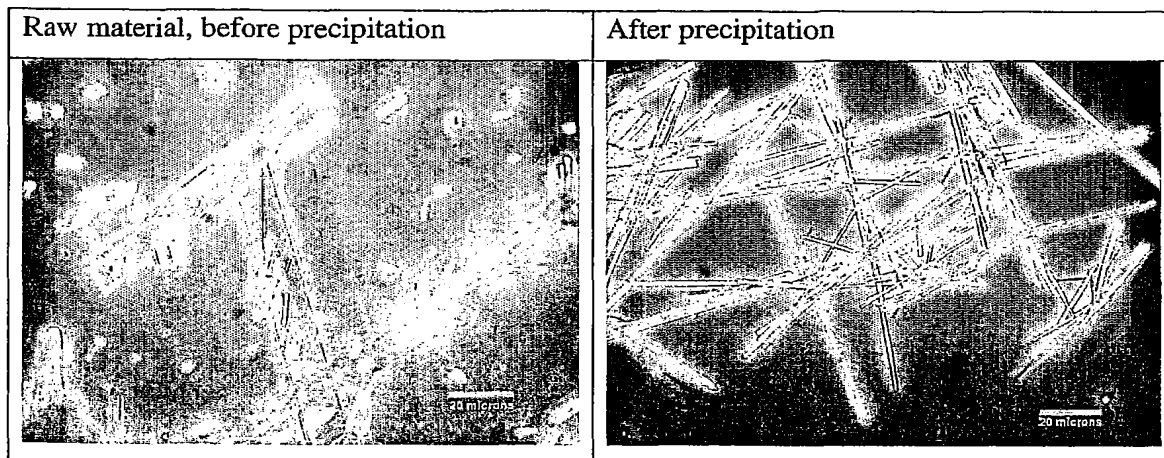 Raw material, before precipitation
After precipitation
20 microns
20 microns